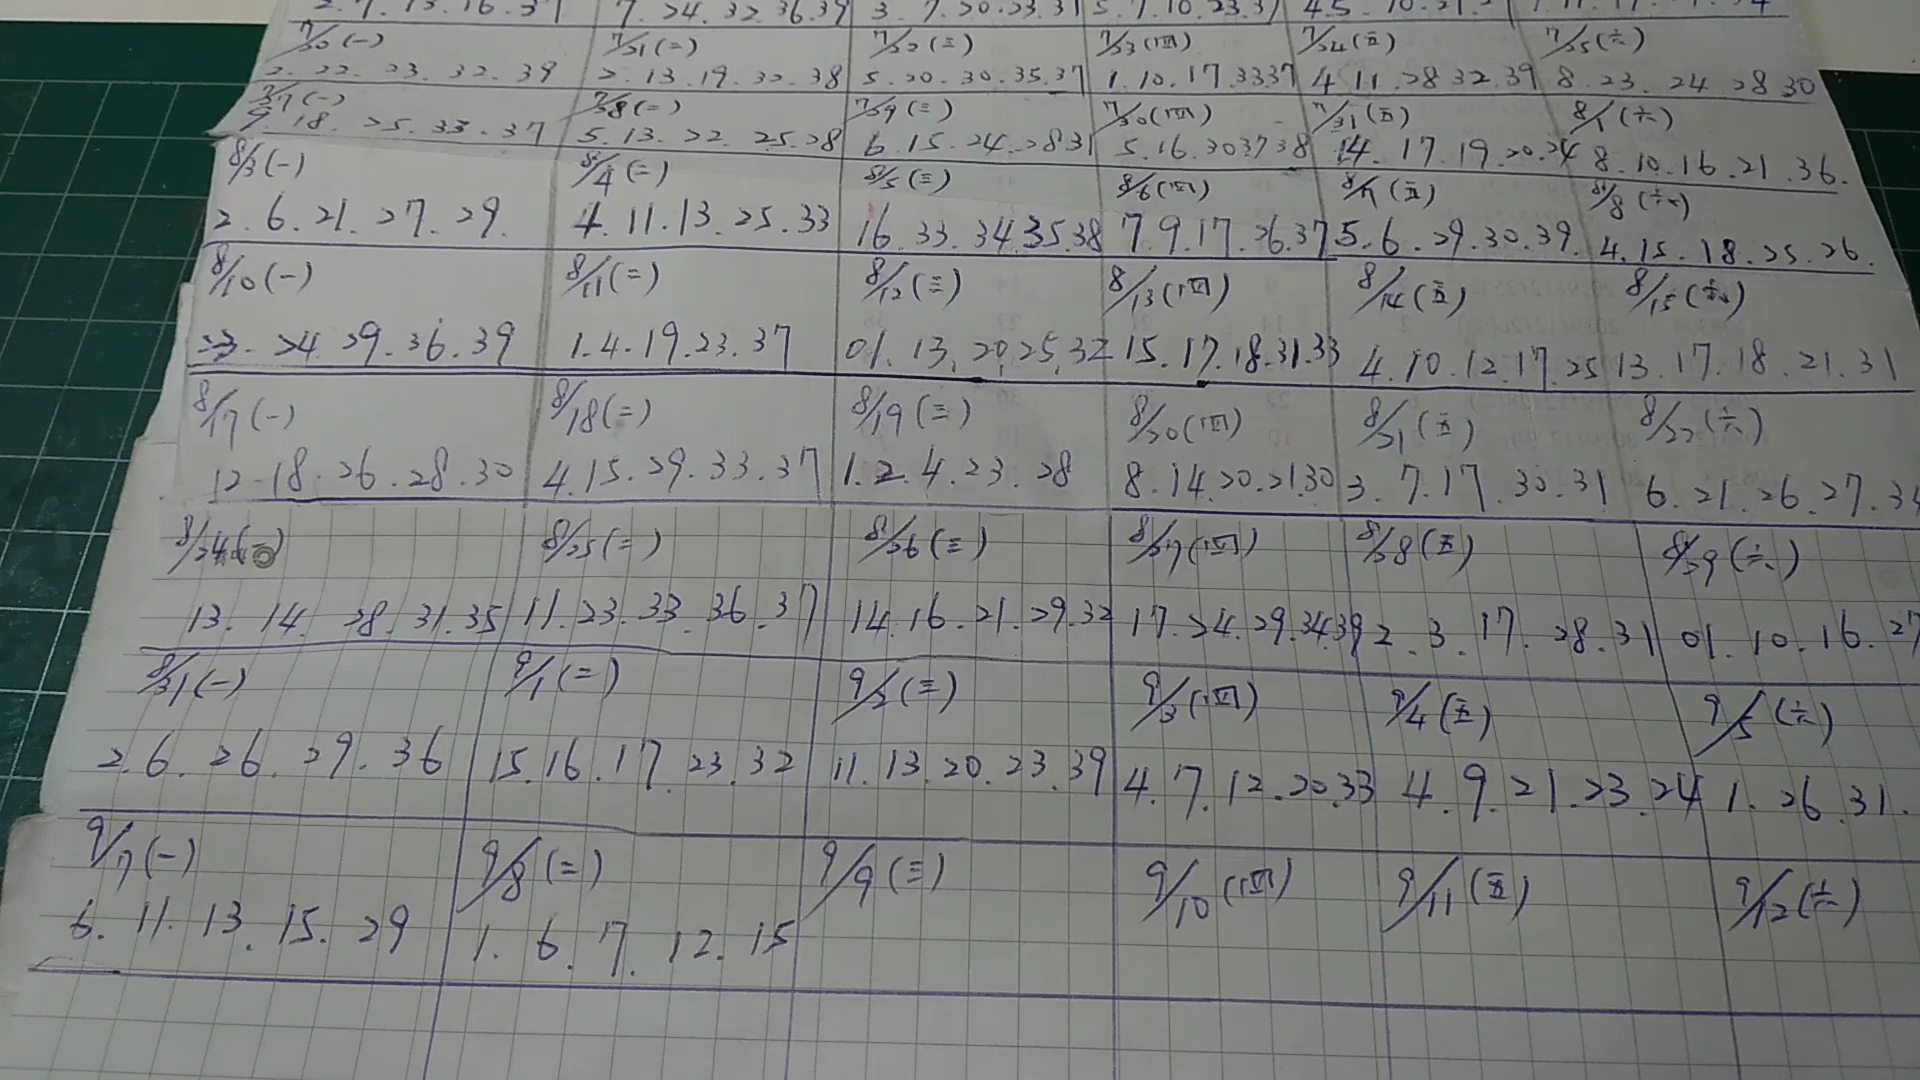 7/20(一) 7/21(二) 7/22(三) 7/23(四) 7/24(五) 7/25(六)
2. 22. 23. 32. 39 2. 13. 19. 32. 38 5. 20. 30. 35. 37 1. 10. 17. 33 37 4 11. 28 32. 39 8. 23. 24. 28 30
7/27(一) 7/28(二) 7/29(三) 7/30(四) 7/31(五) 8/1(六)
18. 25. 33. 37 5. 13. 22. 25. 28 6. 15. 24. 28 31 5. 16. 30 37 38 14. 17. 19. 20. 24 8. 10. 16. 21. 36.
8/3(一) 8/4(二) 8/5(三) 8/6(四) 8/7(五) 8/8(六)
2. 6. 21. 27. 29. 4. 11. 13. 25. 33 16. 33. 34. 35. 38 7. 9. 17. 26. 37 5. 6. 29. 30. 39. 4. 15. 18. 25. 26.
8/10(一) 8/11(二) 8/12(三) 8/13(四) 8/14(五) 8/15(六)
24. 29. 36. 39 1. 4. 19. 23. 37 01. 13. 20. 25. 32 15. 17. 18. 31. 33 4. 10. 12. 17. 25 13. 17. 18. 21. 31
8/17(一) 8/18(二) 8/19(三) 8/20(四) 8/21(五) 8/22(六)
12. 18. 26. 28. 30 4. 15. 29. 33. 37 1. 2. 4. 23. 28 8. 14. 20. 21. 30 3. 7. 17. 30. 31 6. 21. 26. 27. 34
8/24 8/25(二) 8/26(三) 8/27(四) 8/28(五) 8/29(六)
13. 14. 28. 31. 35 11. 23. 33. 36. 37 14. 16. 21. 29. 32 17. 24. 29. 34. 39 2. 3. 17. 28. 31 01. 10. 16. 27
8/31(一) 9/1(二) 9/2(三) 9/3(四) 9/4(五) 9/5(六)
2. 6. 26. 29. 36 15. 16. 17. 23. 32 11. 13. 20. 23. 39 4. 7. 12. 20. 33 4. 9. 21. 23. 24 1. 26. 31.
9/7(一) 9/8(二) 9/9(三) 9/10(四) 9/11(五) 9/12(六)
6. 11. 13. 15. 29 1. 6. 7. 12. 15